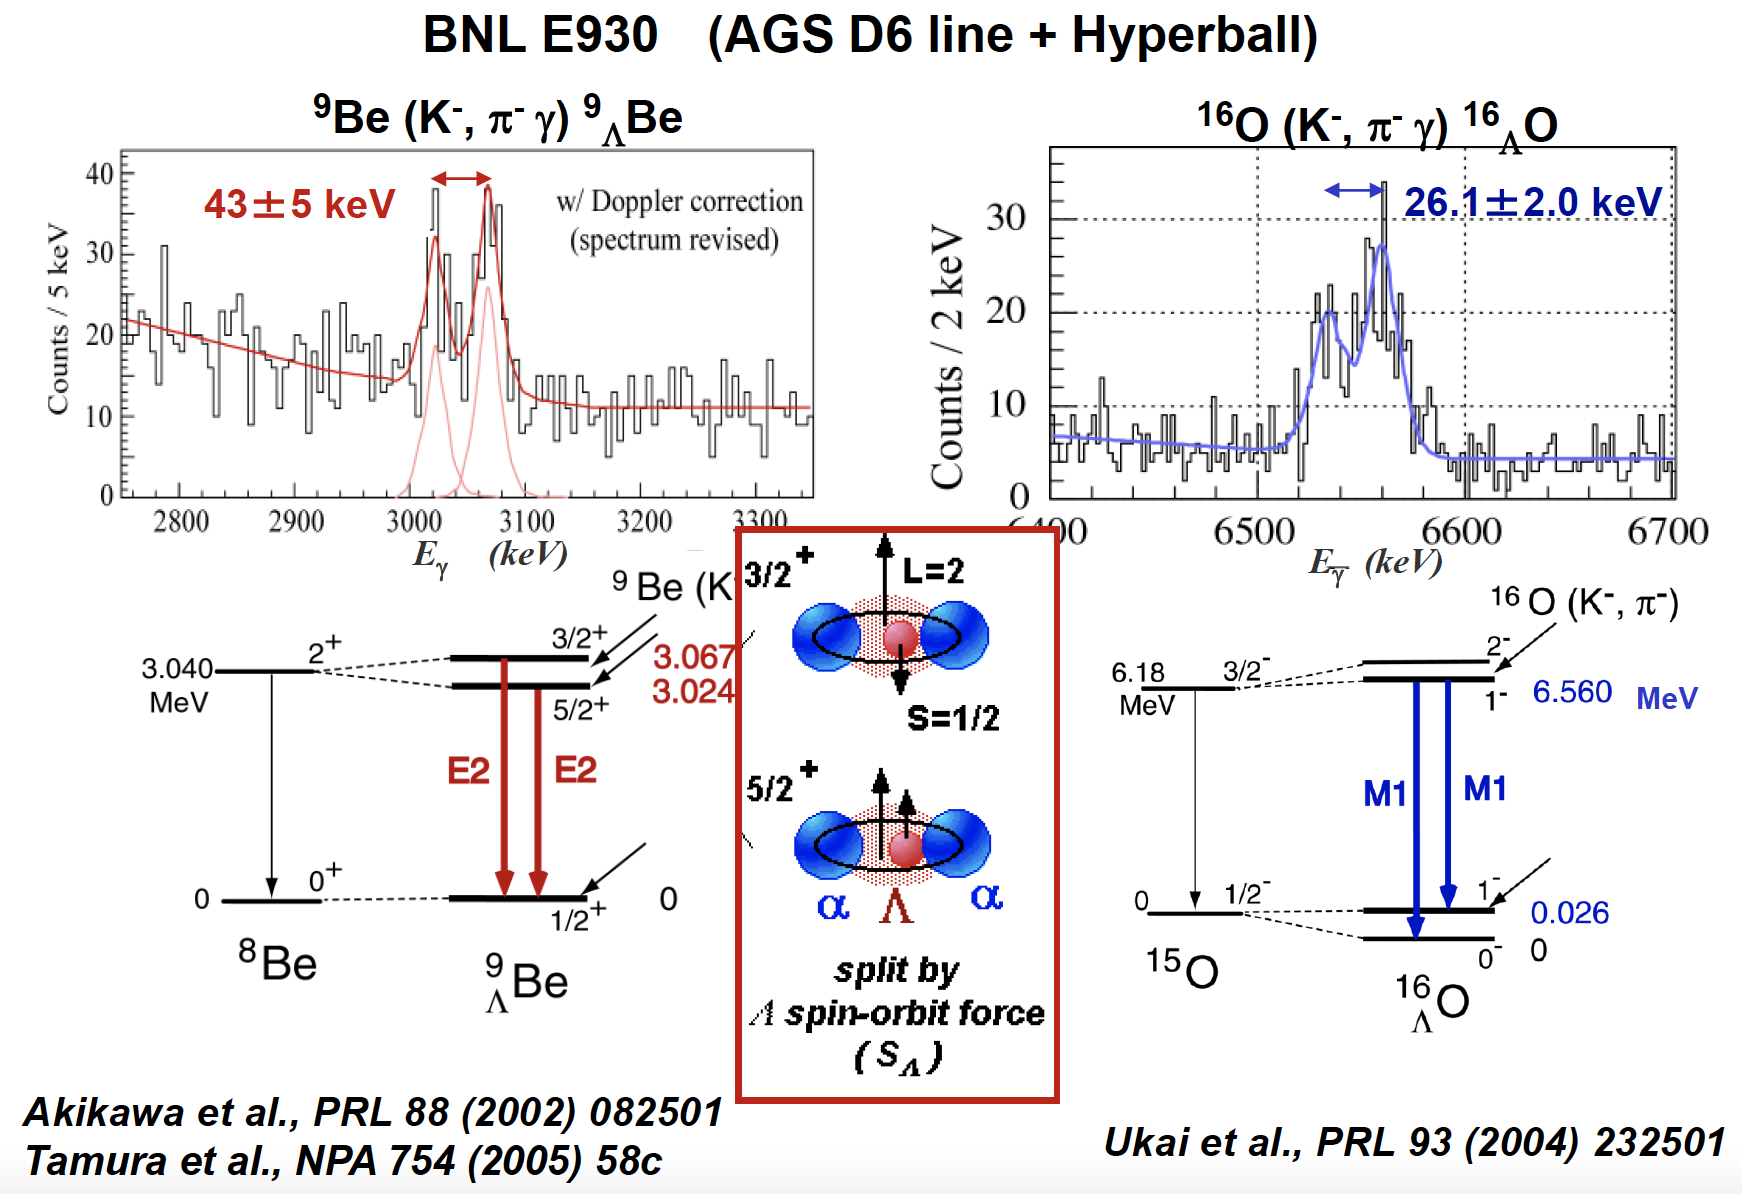 BNL E930 (AGS D6 line + Hyperball)
⁹Be (K⁻, π⁻ γ) ⁹ΛBe
43±5 keV
w/ Doppler correction
(spectrum revised)
Counts / 5 keV
40
30
20
10
0
2800 2900 3000 3100 3200 3300
Eγ (keV)
¹⁶O (K⁻, π⁻ γ) ¹⁶ΛO
26.1±2.0 keV
Counts / 2 keV
30
20
10
0
6400 6500 6600 6700
Eγ (keV)
⁹Be (K
3.040
MeV
2⁺
3/2⁺
3.067
3.024
5/2⁺
E2 E2
0
0⁺
1/2⁺
0
⁸Be
⁹ΛBe
3/2⁺
L=2
S=1/2
5/2⁺
α Λ α
split by
Λ spin-orbit force
(SΛ)
¹⁶O (K⁻, π⁻)
6.18
MeV
3/2⁻
2⁻
1⁻
6.560 MeV
M1 M1
0
1/2⁻
1⁻
0.026
0⁻
0
¹⁵O
¹⁶ΛO
Akikawa et al., PRL 88 (2002) 082501
Tamura et al., NPA 754 (2005) 58c
Ukai et al., PRL 93 (2004) 232501